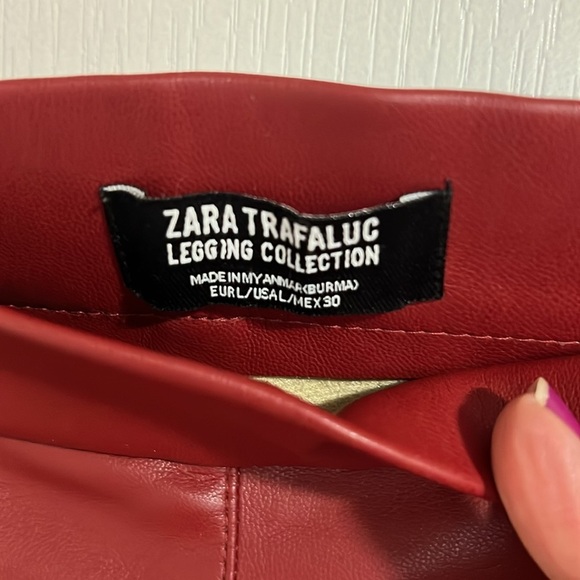 ZARA TRAFALUC
LEGGING COLLECTION
MADE IN MYANMAR(BURMA)
EUR L/USA L/MEX 30